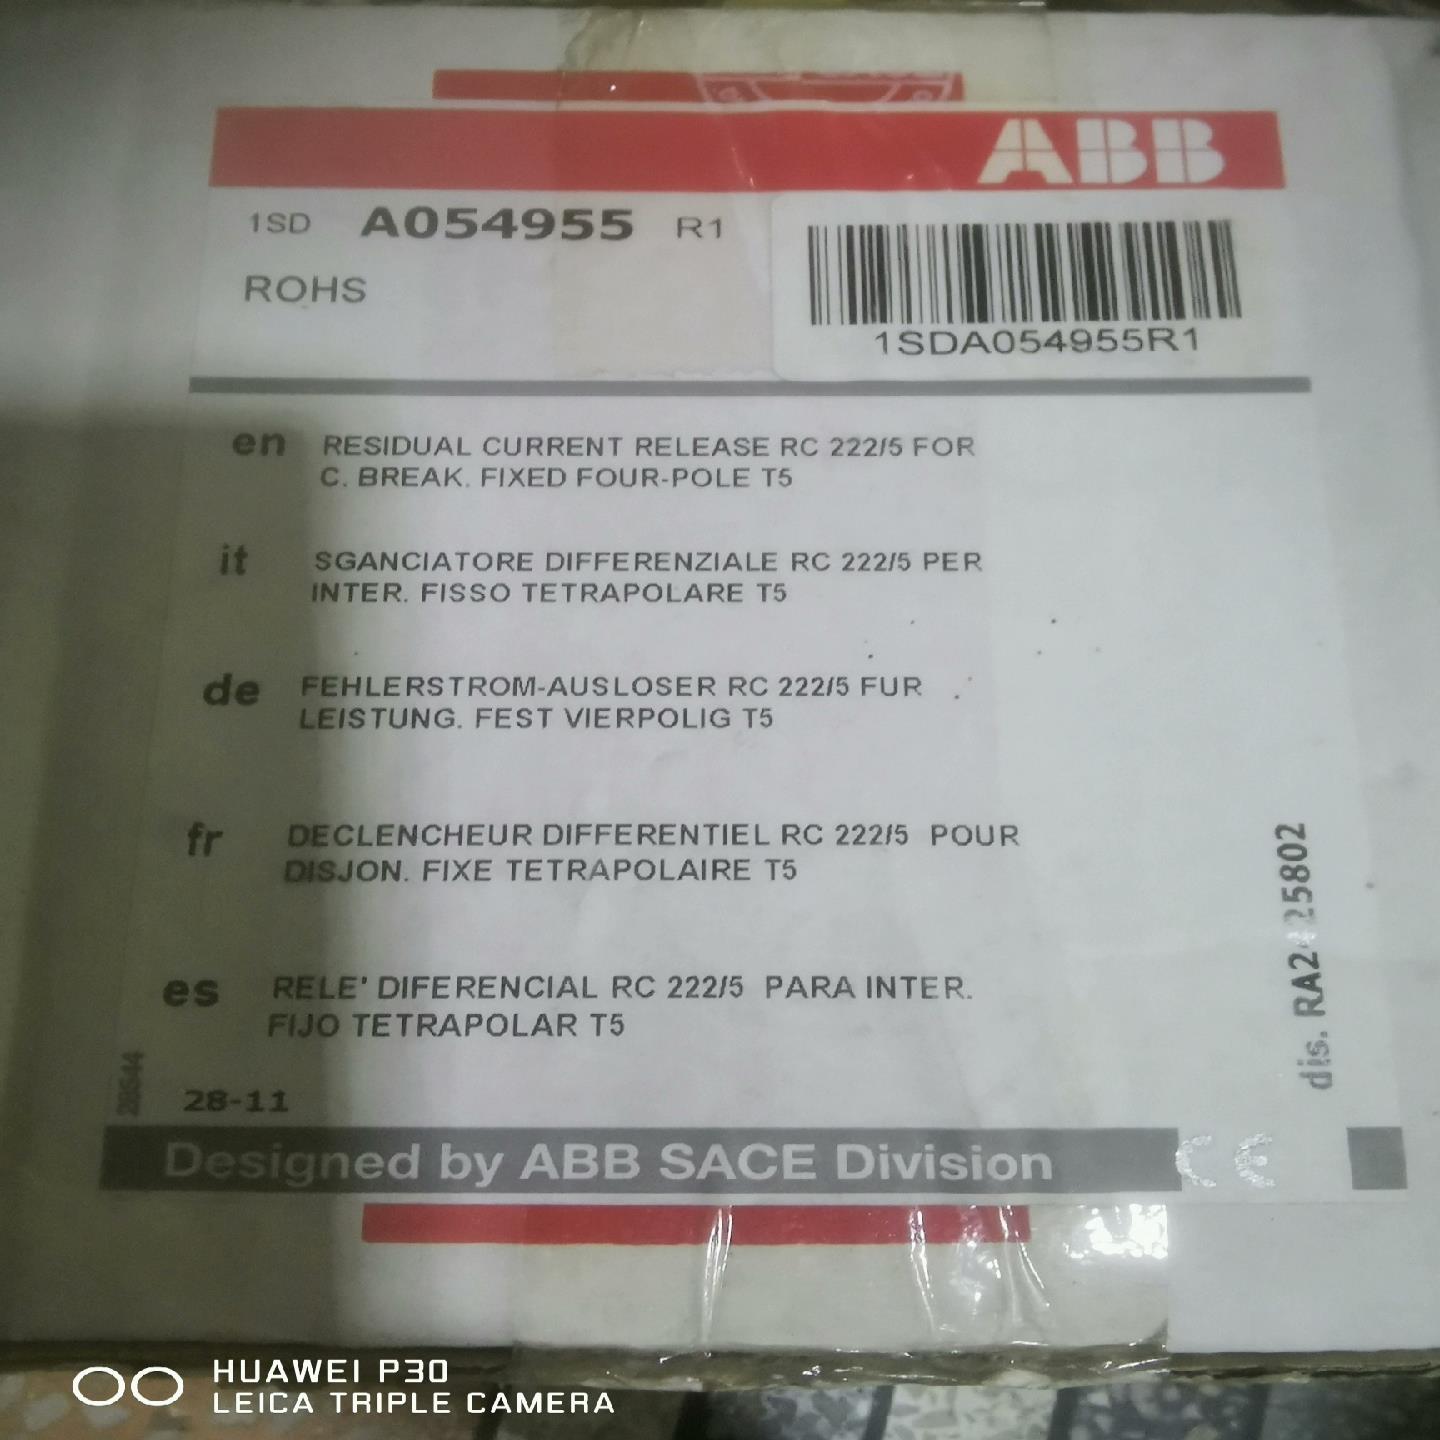 ABB
1SD A054955 R1
ROHS
1SDA054955R1
en RESIDUAL CURRENT RELEASE RC 222/5 FOR
C. BREAK. FIXED FOUR-POLE T5
it SGANCIATORE DIFFERENZIALE RC 222/5 PER
INTER. FISSO TETRAPOLARE T5
de FEHLERSTROM-AUSLOSER RC 222/5 FUR
LEISTUNG. FEST VIERPOLIG T5
fr DECLENCHEUR DIFFERENTIEL RC 222/5 POUR
DISJON. FIXE TETRAPOLAIRE T5
es RELE' DIFERENCIAL RC 222/5 PARA INTER.
FIJO TETRAPOLAR T5
dis.
28-11
Designed by ABB SACE Division CE
HUAWEI P30
LEICA TRIPLE CAMERA